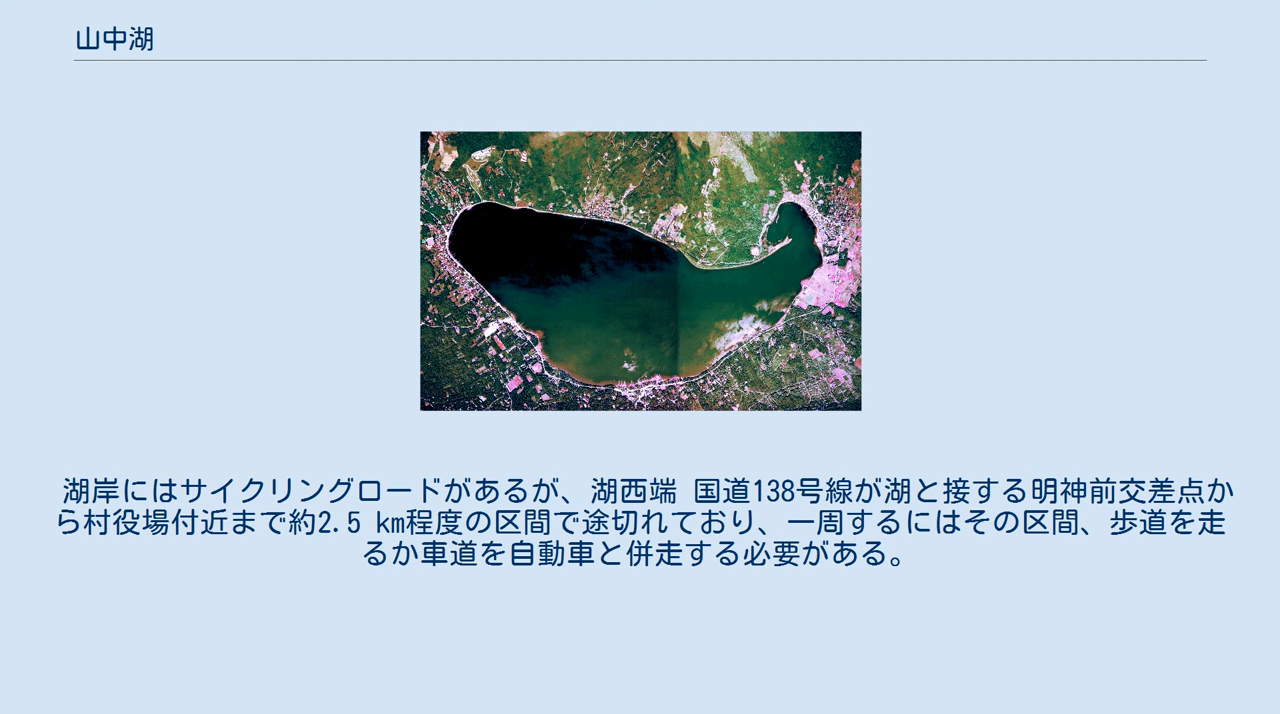 山中湖
湖岸にはサイクリングロードがあるが、湖西端 国道138号線が湖と接する明神前交差点か
ら村役場付近まで約2.5 km程度の区間で途切れており、一周するにはその区間、歩道を走
るか車道を自動車と併走する必要がある。